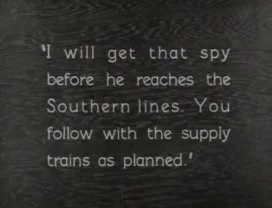 "I will get that spy
before he reaches the
Southern lines. You
follow with the supply
trains as planned."